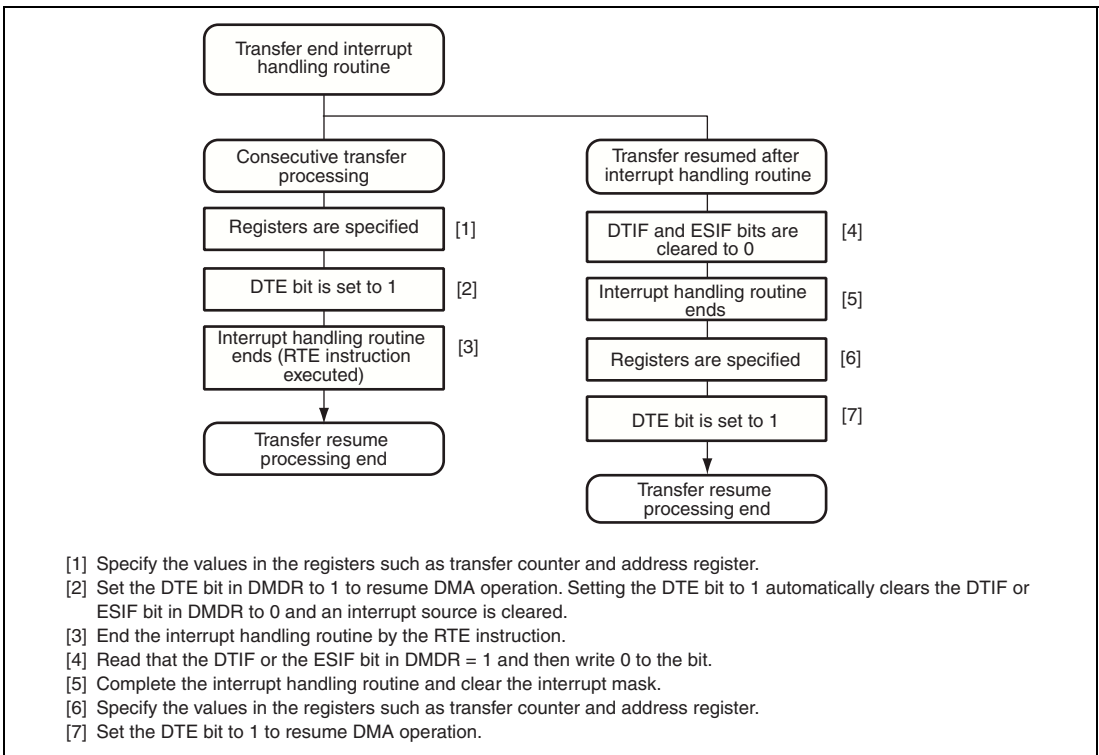 Transfer end interrupt
handling routine
Consecutive transfer
processing
Registers are specified
[1]
DTE bit is set to 1
[2]
Interrupt handling routine
ends (RTE instruction
executed)
[3]
Transfer resume
processing end
Transfer resumed after
interrupt handling routine
DTIF and ESIF bits are
cleared to 0
[4]
Interrupt handling routine
ends
[5]
Registers are specified
[6]
DTE bit is set to 1
[7]
Transfer resume
processing end
[1] Specify the values in the registers such as transfer counter and address register.
[2] Set the DTE bit in DMDR to 1 to resume DMA operation. Setting the DTE bit to 1 automatically clears the DTIF or
ESIF bit in DMDR to 0 and an interrupt source is cleared.
[3] End the interrupt handling routine by the RTE instruction.
[4] Read that the DTIF or the ESIF bit in DMDR = 1 and then write 0 to the bit.
[5] Complete the interrupt handling routine and clear the interrupt mask.
[6] Specify the values in the registers such as transfer counter and address register.
[7] Set the DTE bit to 1 to resume DMA operation.